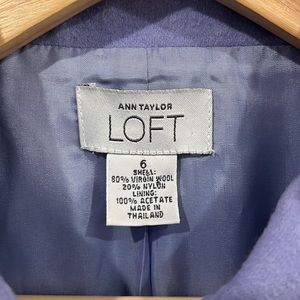 ANN TAYLOR
LOFT
6
SHELL:
80% VIRGIN WOOL
20% NYLON
LINING:
100% ACETATE
MADE IN
THAILAND